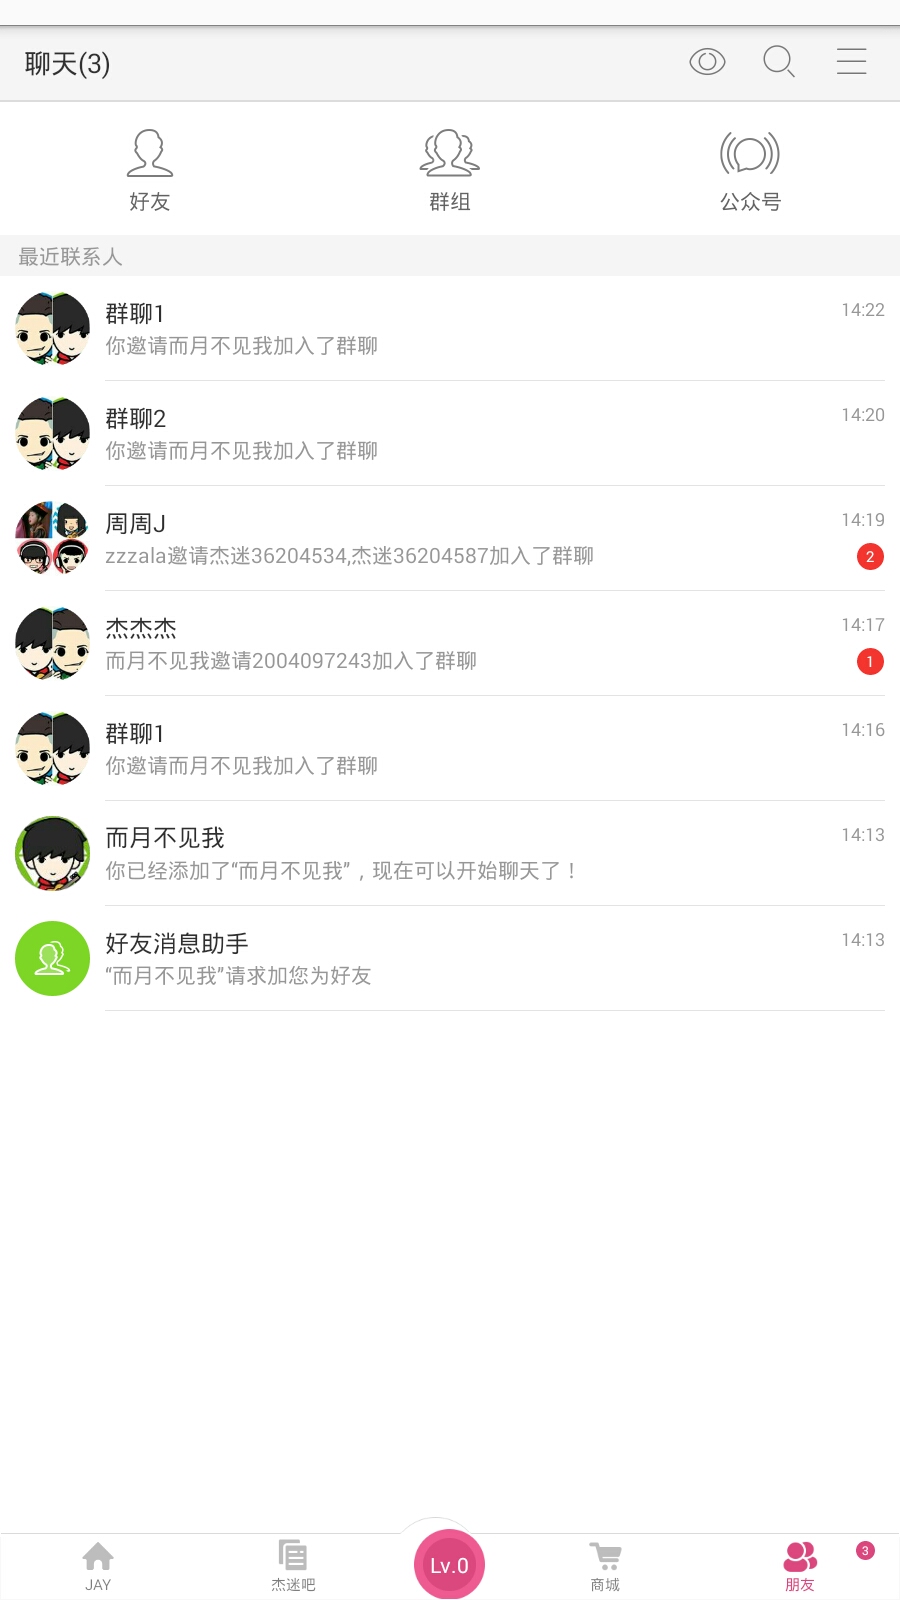 聊天(3)
好友
群组
公众号
最近联系人
群聊1
14:22
你邀请而月不见我加入了群聊
群聊2
14:20
你邀请而月不见我加入了群聊
周周J
14:19
zzzala邀请杰迷36204534,杰迷36204587加入了群聊
2
杰杰杰
14:17
而月不见我邀请2004097243加入了群聊
1
群聊1
14:16
你邀请而月不见我加入了群聊
而月不见我
14:13
你已经添加了“而月不见我”，现在可以开始聊天了！
好友消息助手
14:13
“而月不见我”请求加您为好友
JAY
杰迷吧
Lv.0
商城
朋友
3